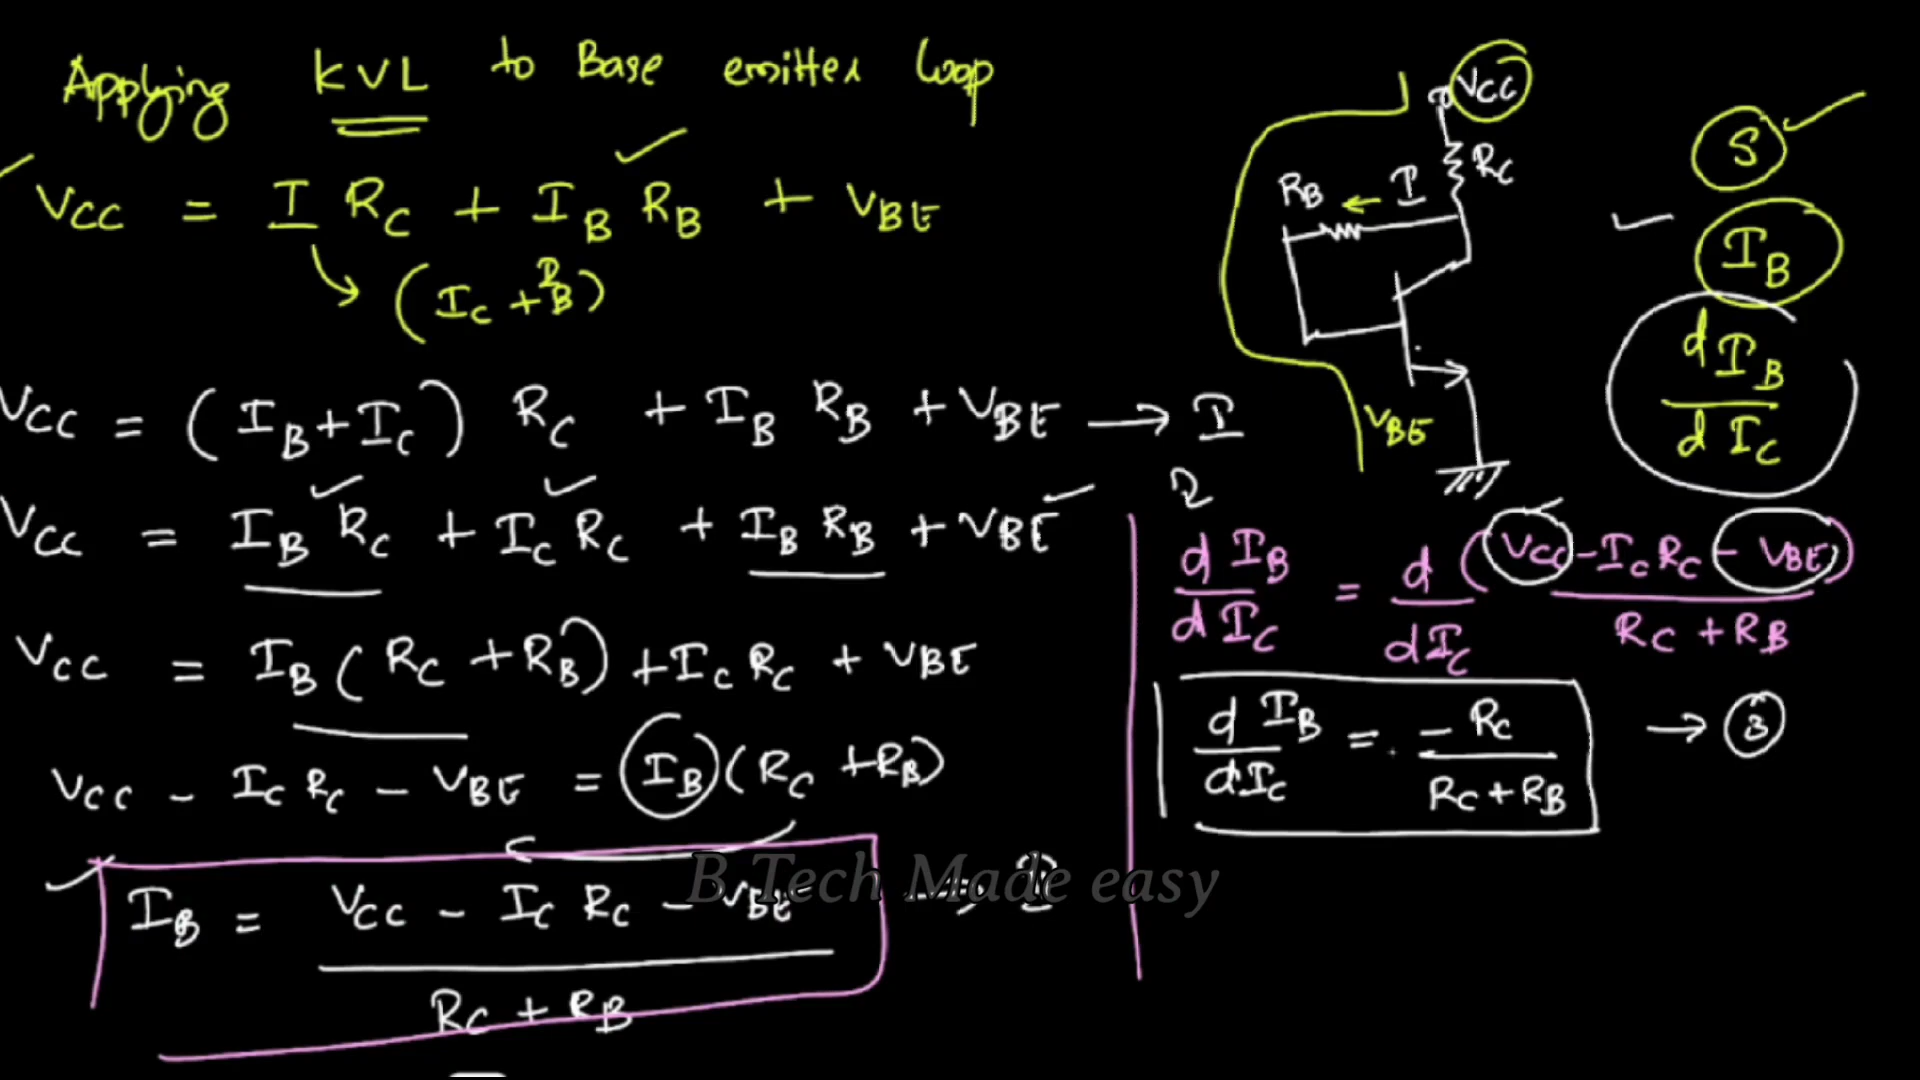 Applying KVL to Base emitter loop
VCC = I RC + IB RB + VBE
(IC + IB)
VCC = (IB+IC) RC + IB RB + VBE → I
VCC = IB RC + IC RC + IB RB + VBE
VCC = IB (RC + RB) + IC RC + VBE
VCC - IC RC - VBE = IB (RC + RB)
IB = VCC - IC RC - VBE
RC + RB
B Tech Made easy
VCC
RC
RB ← I
VBE
S
IB
dIB
dIC
d IB = d (VCC - IC RC - VBE)
dIC dIC RC + RB
d IB = - RC → 3
dIC RC + RB